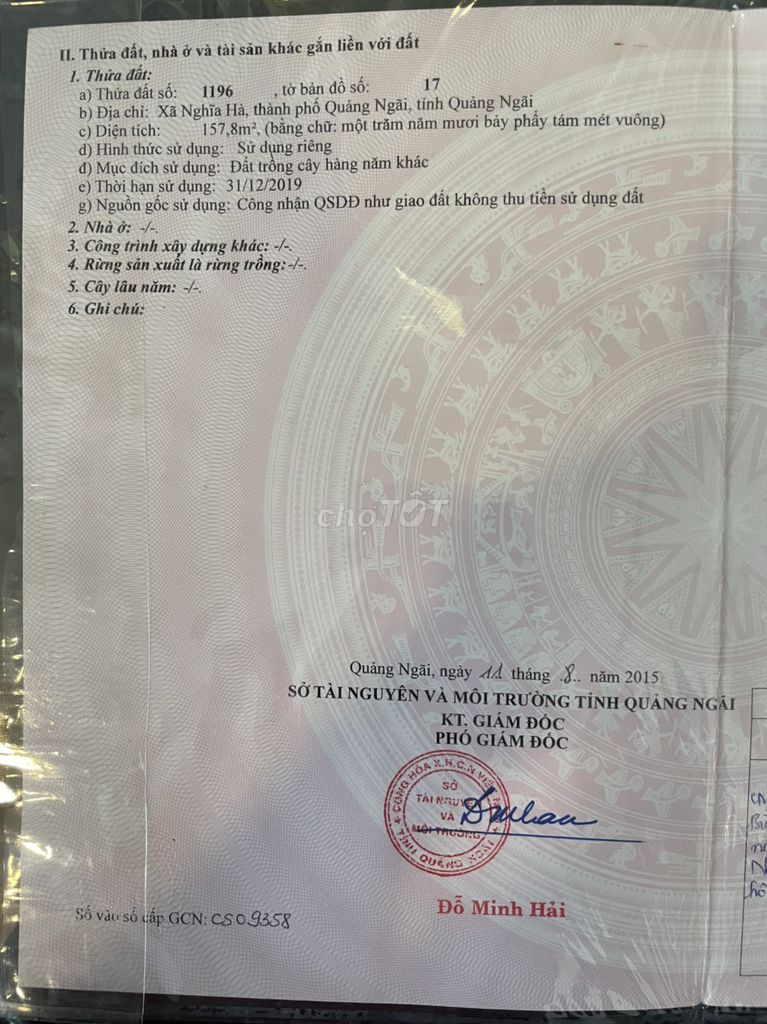 II. Thửa đất, nhà ở và tài sản khác gắn liền với đất
1. Thửa đất:
a) Thửa đất số: 1196 , tờ bản đồ số: 17
b) Địa chỉ: Xã Nghĩa Hà, thành phố Quảng Ngãi, tỉnh Quảng Ngãi
c) Diện tích: 157,8m², (bằng chữ: một trăm năm mươi bảy phẩy tám mét vuông)
d) Hình thức sử dụng: Sử dụng riêng
đ) Mục đích sử dụng: Đất trồng cây hàng năm khác
e) Thời hạn sử dụng: 31/12/2019
g) Nguồn gốc sử dụng: Công nhận QSDĐ như giao đất không thu tiền sử dụng đất
2. Nhà ở: -/-.
3. Công trình xây dựng khác: -/-.
4. Rừng sản xuất là rừng trồng: -/-.
5. Cây lâu năm: -/-.
6. Ghi chú:
chợTỐT
Quảng Ngãi, ngày 11 tháng .8.. năm 2015
SỞ TÀI NGUYÊN VÀ MÔI TRƯỜNG TỈNH QUẢNG NGÃI
KT. GIÁM ĐỐC
PHÓ GIÁM ĐỐC
CỘNG HÒA X.H.C.N VIỆT
SỞ
TÀI NGUYÊN
VÀ
MÔI TRƯỜNG
TỈNH QUẢNG NGÃI
Đỗ Minh Hải
Số vào sổ cấp GCN: CS09358